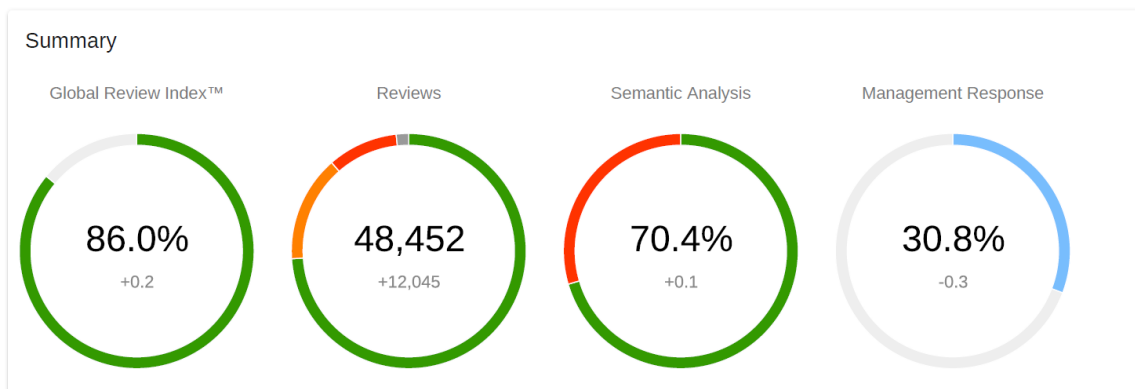 Summary
Global Review Index™
Reviews
Semantic Analysis
Management Response
86.0%
+0.2
48,452
+12,045
70.4%
+0.1
30.8%
-0.3